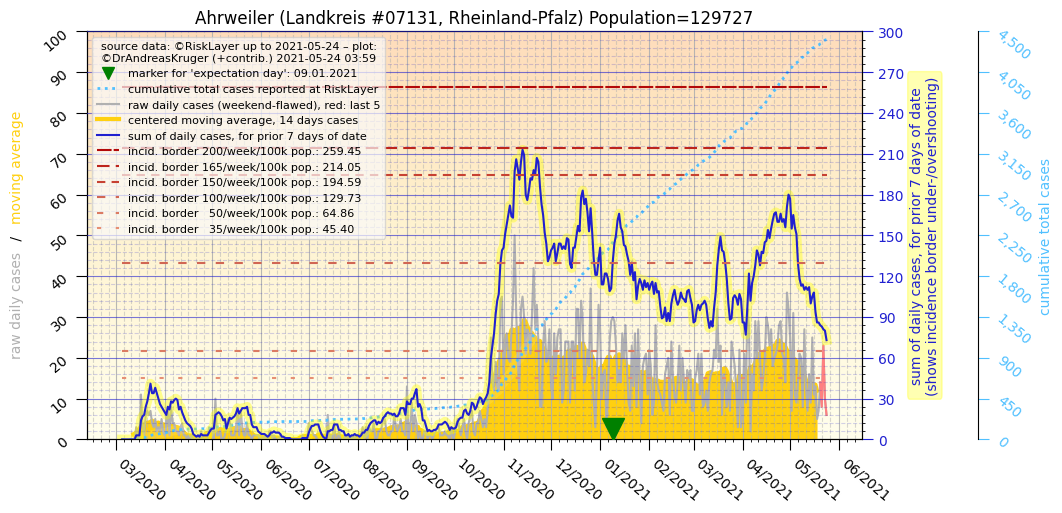 Ahrweiler (Landkreis #07131, Rheinland-Pfalz) Population=129727
source data: ©RiskLayer up to 2021-05-24 – plot:
©DrAndreasKruger (+contrib.) 2021-05-24 03:59
marker for 'expectation day': 09.01.2021
cumulative total cases reported at RiskLayer
raw daily cases (weekend-flawed), red: last 5
centered moving average, 14 days cases
sum of daily cases, for prior 7 days of date
incid. border 200/week/100k pop.: 259.45
incid. border 165/week/100k pop.: 214.05
incid. border 150/week/100k pop.: 194.59
incid. border 100/week/100k pop.: 129.73
incid. border   50/week/100k pop.: 64.86
incid. border   35/week/100k pop.: 45.40
raw daily cases  /  moving average
100
90
80
70
60
50
40
30
20
10
0
03/2020
04/2020
05/2020
06/2020
07/2020
08/2020
09/2020
10/2020
11/2020
12/2020
01/2021
02/2021
03/2021
04/2021
05/2021
06/2021
300
270
240
210
180
150
120
90
60
30
0
sum of daily cases, for prior 7 days of date
(shows incidence border under-/overshooting)
4,500
4,050
3,600
3,150
2,700
2,250
1,800
1,350
900
450
0
cumulative total cases